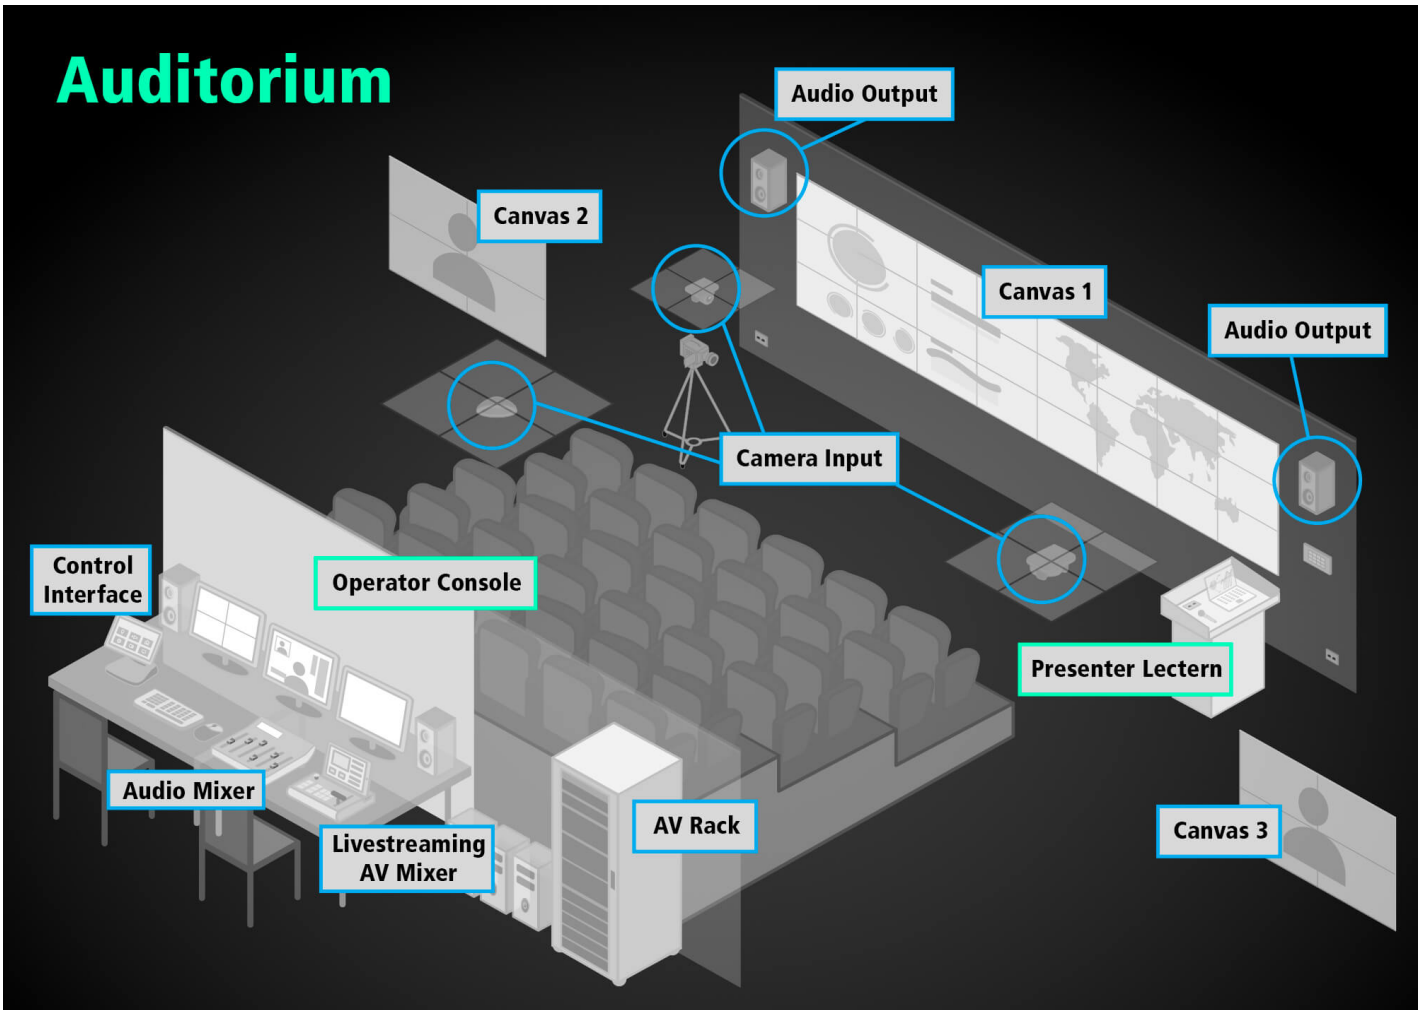 Auditorium
Audio Output
Canvas 2
Canvas 1
Audio Output
Camera Input
Control
Interface
Operator Console
Presenter Lectern
Audio Mixer
AV Rack
Canvas 3
Livestreaming
AV Mixer